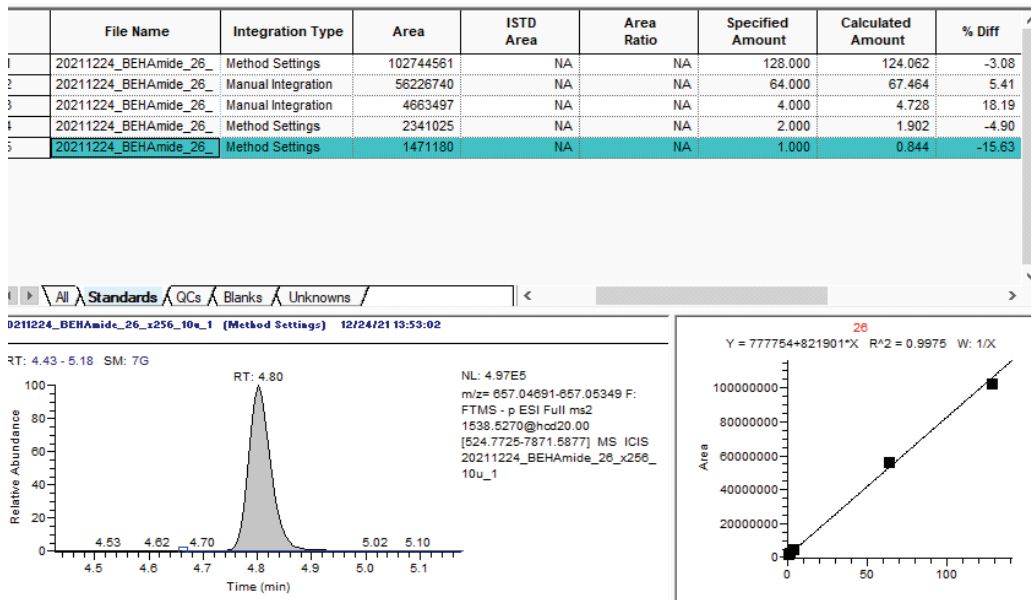 File Name Integration Type Area ISTD Area Area Ratio Specified Amount Calculated Amount % Diff
20211224_BEHAmide_26_ Method Settings 102744561 NA NA 128.000 124.062 -3.08
20211224_BEHAmide_26_ Manual Integration 56226740 NA NA 64.000 67.464 5.41
20211224_BEHAmide_26_ Manual Integration 4663497 NA NA 4.000 4.728 18.19
20211224_BEHAmide_26_ Method Settings 2341025 NA NA 2.000 1.902 -4.90
20211224_BEHAmide_26_ Method Settings 1471180 NA NA 1.000 0.844 -15.63
All Standards QCs Blanks Unknowns
0211224_BEHAmide_26_x256_10u_1 (Method Settings) 12/24/21 13:53:02
RT: 4.43 - 5.18 SM: 7G
RT: 4.80
NL: 4.97E5
m/z= 657.04691-657.05349 F:
FTMS - p ESI Full ms2
1538.5270@hcd20.00
[524.7725-7871.5877] MS ICIS
20211224_BEHAmide_26_x256_
10u_1
100
80
60
40
20
0
Relative Abundance
4.53 4.62 4.70 5.02 5.10
4.5 4.6 4.7 4.8 4.9 5.0 5.1
Time (min)
26
Y = 777754+821901*X R^2 = 0.9975 W: 1/X
100000000
80000000
60000000
40000000
20000000
0
Area
0 50 100